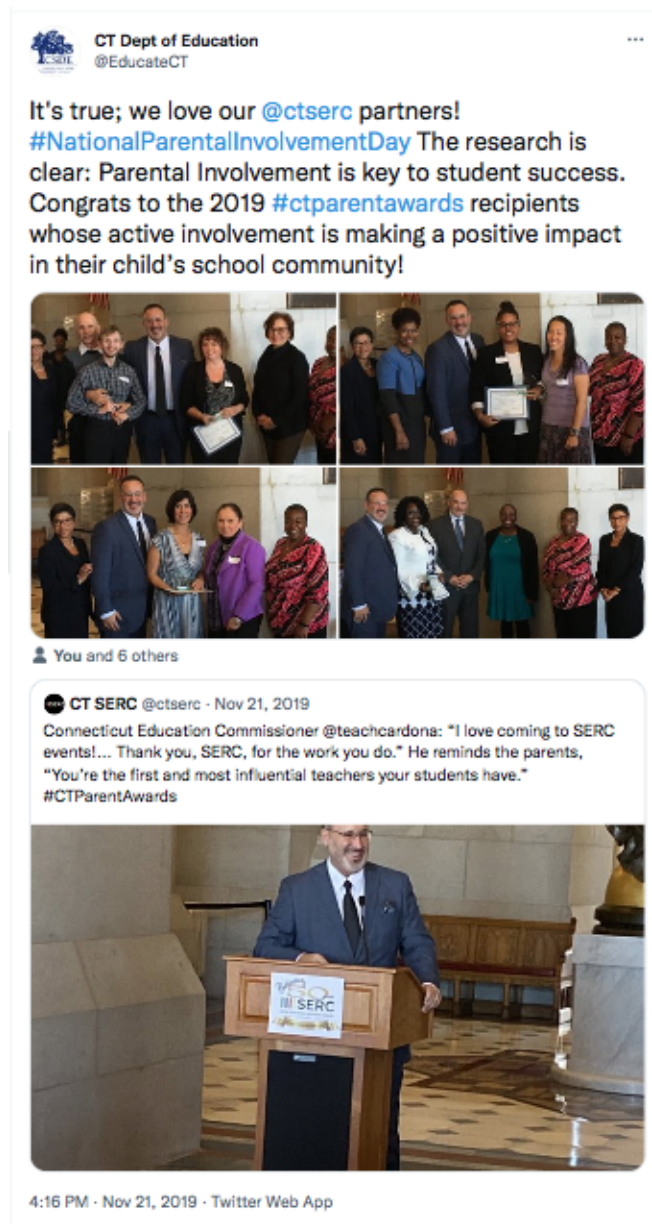 CT Dept of Education
@EducateCT
It's true; we love our @ctserc partners!
#NationalParentalInvolvementDay The research is
clear: Parental Involvement is key to student success.
Congrats to the 2019 #ctparentawards recipients
whose active involvement is making a positive impact
in their child's school community!
You and 6 others
CT SERC @ctserc · Nov 21, 2019
Connecticut Education Commissioner @teachcardona: “I love coming to SERC
events!... Thank you, SERC, for the work you do.” He reminds the parents,
“You're the first and most influential teachers your students have.”
#CTParentAwards
SERC
4:16 PM · Nov 21, 2019 · Twitter Web App